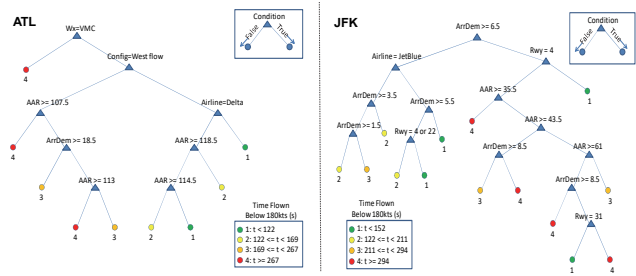 ATL
Condition
False
True
Wx=VMC
Config=West flow
4
AAR >= 107.5
Airline=Delta
4
ArrDem >= 18.5
AAR >= 118.5
1
3
AAR >= 113
AAR >= 114.5
2
4
3
2
1
Time Flown
Below 180kts (s)
1: t < 122
2: 122 <= t < 169
3: 169 <= t < 267
4: t >= 267
JFK
Condition
False
True
ArrDem >= 6.5
Airline = JetBlue
Rwy = 4
ArrDem >= 3.5
ArrDem >= 5.5
AAR >= 35.5
1
ArrDem >= 1.5
2
Rwy = 4 or 22
1
4
AAR >= 43.5
2
3
2
1
ArrDem >= 8.5
AAR >=61
3
4
ArrDem >= 8.5
3
4
Rwy = 31
1
4
Time Flown
Below 180kts (s)
1: t < 152
2: 122 <= t < 211
3: 211 <= t < 294
4: t >= 294